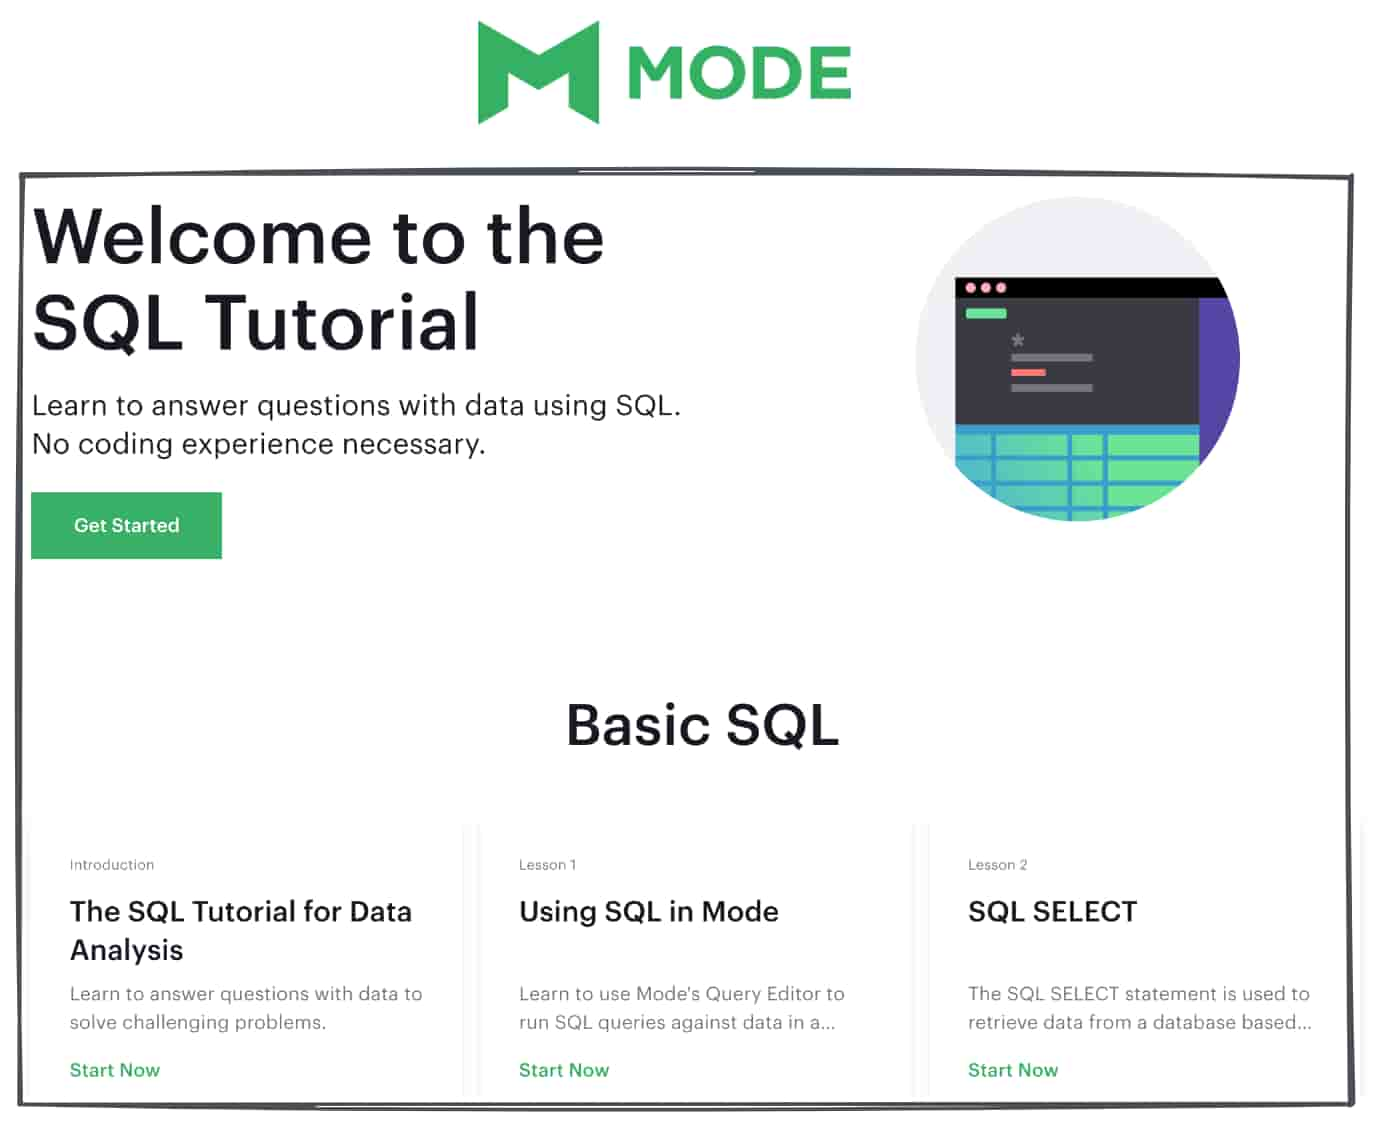 MODE
Welcome to the
SQL Tutorial
Learn to answer questions with data using SQL.
No coding experience necessary.
Get Started
Basic SQL
Introduction
The SQL Tutorial for Data
Analysis
Learn to answer questions with data to
solve challenging problems.
Start Now
Lesson 1
Using SQL in Mode
Learn to use Mode's Query Editor to
run SQL queries against data in a...
Start Now
Lesson 2
SQL SELECT
The SQL SELECT statement is used to
retrieve data from a database based...
Start Now